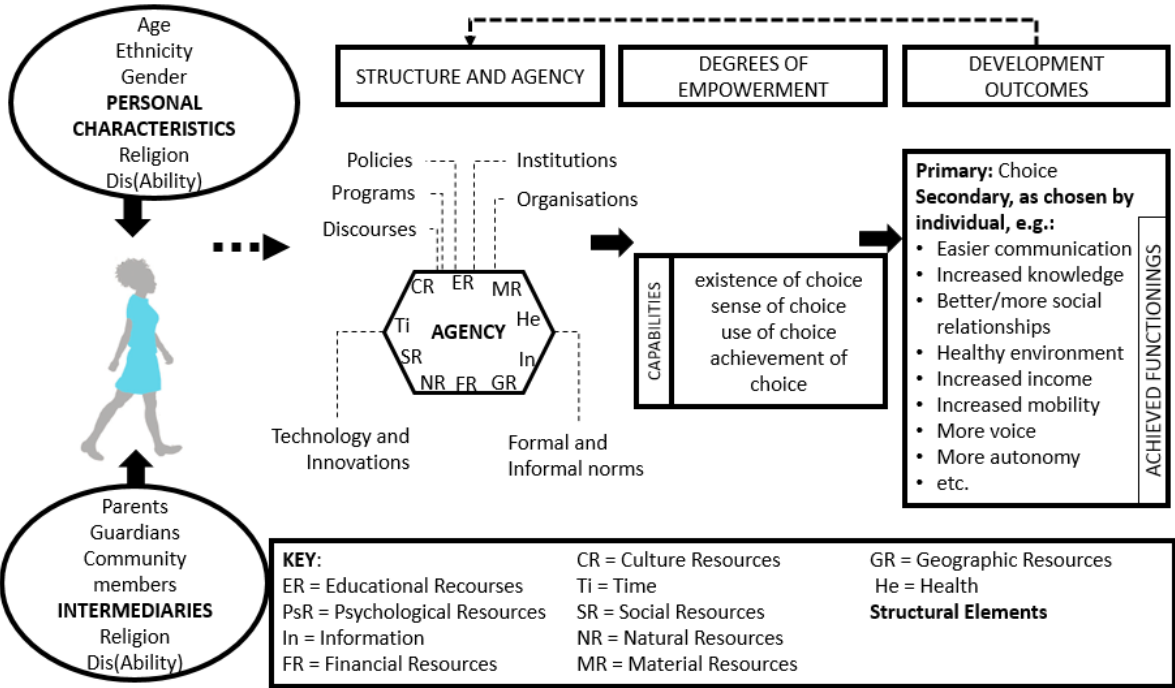 Age
Ethnicity
Gender
PERSONAL
CHARACTERISTICS
Religion
Dis(Ability)
STRUCTURE AND AGENCY
DEGREES OF
EMPOWERMENT
DEVELOPMENT
OUTCOMES
Policies
Programs
Discourses
Institutions
Organisations
CR
ER
MR
Ti
AGENCY
He
SR
In
NR
FR
GR
Technology and
Innovations
Formal and
Informal norms
CAPABILITIES
existence of choice
sense of choice
use of choice
achievement of
choice
Primary: Choice
Secondary, as chosen by
individual, e.g.:
• Easier communication
• Increased knowledge
• Better/more social
relationships
• Healthy environment
• Increased income
• Increased mobility
• More voice
• More autonomy
• etc.
ACHIEVED FUNCTIONINGS
Parents
Guardians
Community
members
INTERMEDIARIES
Religion
Dis(Ability)
KEY:
ER = Educational Recourses
PsR = Psychological Resources
In = Information
FR = Financial Resources
CR = Culture Resources
Ti = Time
SR = Social Resources
NR = Natural Resources
MR = Material Resources
GR = Geographic Resources
He = Health
Structural Elements